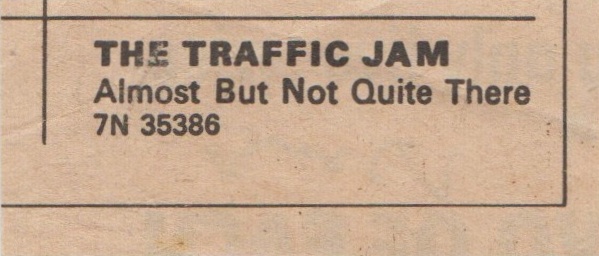 THE TRAFFIC JAM
Almost But Not Quite There
7N 35386